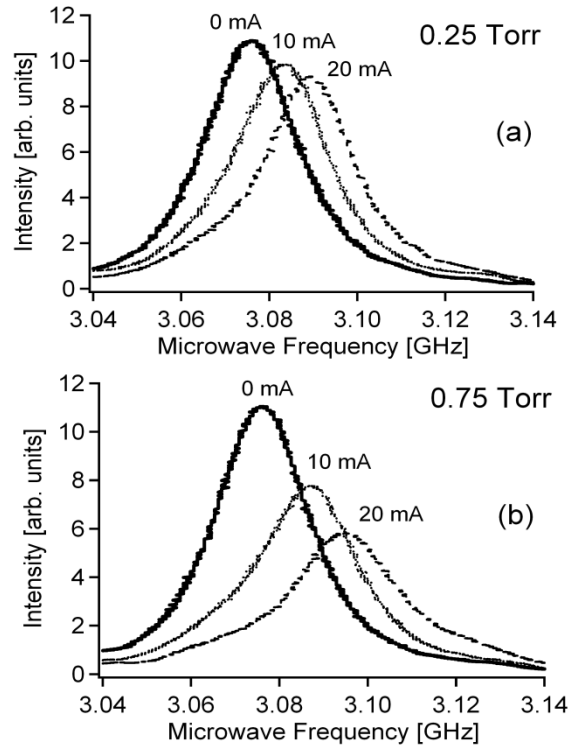 12
10
8
6
4
2
0
Intensity [arb. units]
0 mA
10 mA
20 mA
0.25 Torr
(a)
3.04 3.06 3.08 3.10 3.12 3.14
Microwave Frequency [GHz]
12
10
8
6
4
2
0
Intensity [arb. units]
0 mA
10 mA
20 mA
0.75 Torr
(b)
3.04 3.06 3.08 3.10 3.12 3.14
Microwave Frequency [GHz]